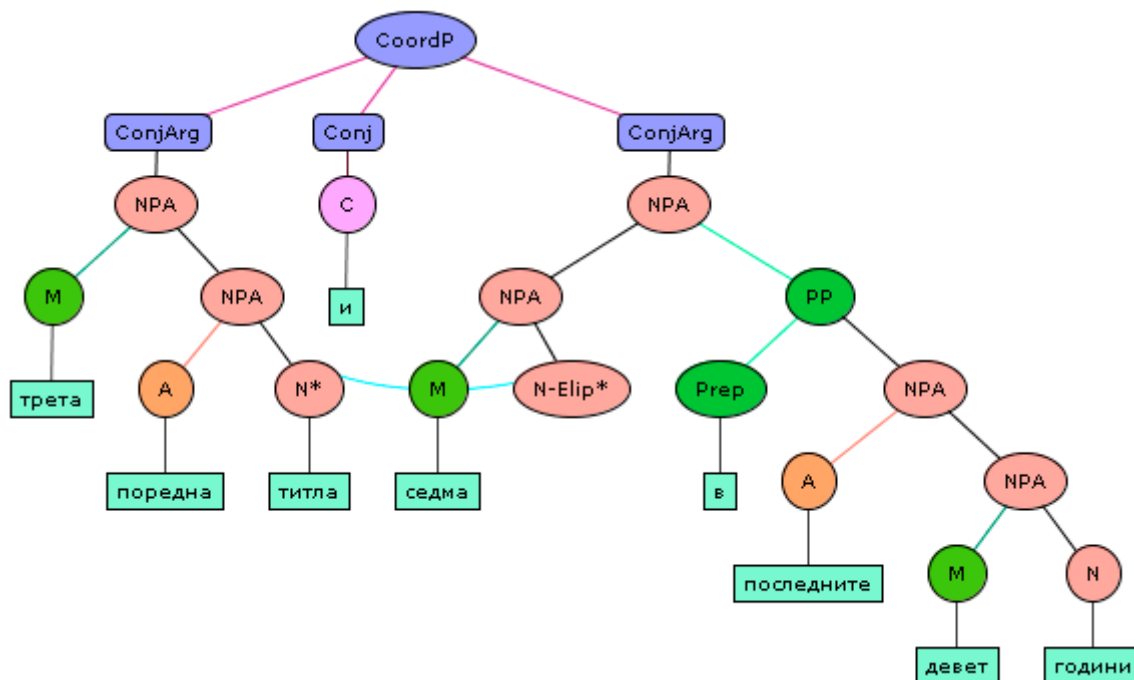 CoordP
ConjArg Conj ConjArg
NPA C NPA
M NPA и NPA PP
трета A N* M N-Elip* Prep NPA
поредна титла седма в A NPA
последните M N
девет години